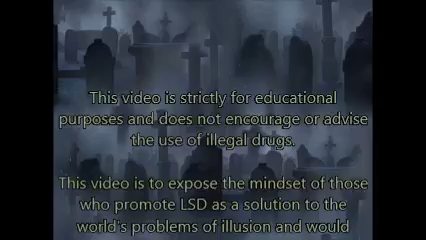 This video is strictly for educational
purposes and does not encourage or advise
the use of illegal drugs.
This video is to expose the mindset of those
who promote LSD as a solution to the
world's problems of illusion and would